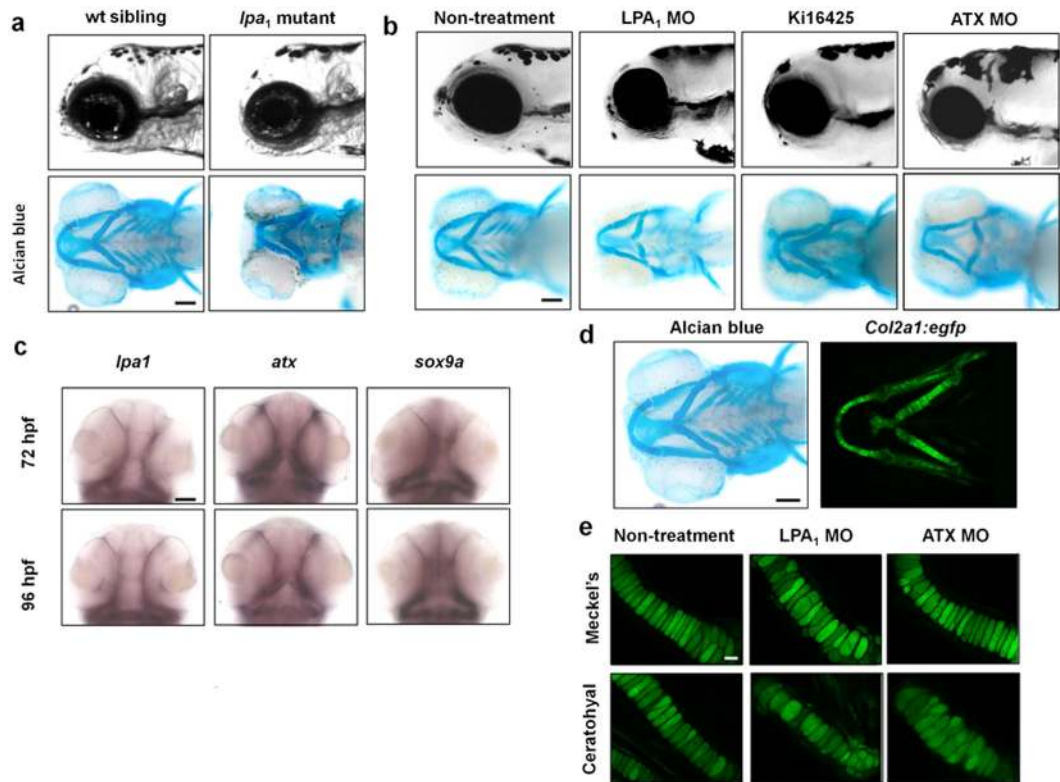 a
wt sibling
lpa₁ mutant
Alcian blue
b
Non-treatment
LPA₁ MO
Ki16425
ATX MO
c
lpa1
atx
sox9a
72 hpf
96 hpf
d
Alcian blue
Col2a1:egfp
e
Non-treatment
LPA₁ MO
ATX MO
Meckel's
Ceratohyal